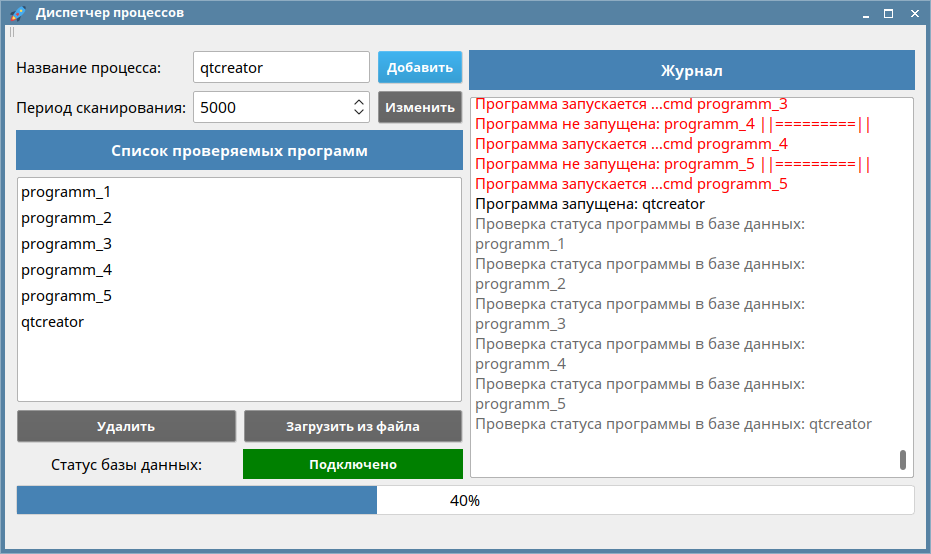 Диспетчер процессов
Название процесса:
qtcreator
Добавить
Период сканирования:
5000
Изменить
Список проверяемых программ
programm_1
programm_2
programm_3
programm_4
programm_5
qtcreator
Удалить
Загрузить из файла
Статус базы данных:
Подключено
Журнал
Программа запускается ...cmd programm_3
Программа не запущена: programm_4 ||=========||
Программа запускается ...cmd programm_4
Программа не запущена: programm_5 ||=========||
Программа запускается ...cmd programm_5
Программа запущена: qtcreator
Проверка статуса программы в базе данных:
programm_1
Проверка статуса программы в базе данных:
programm_2
Проверка статуса программы в базе данных:
programm_3
Проверка статуса программы в базе данных:
programm_4
Проверка статуса программы в базе данных:
programm_5
Проверка статуса программы в базе данных: qtcreator
40%